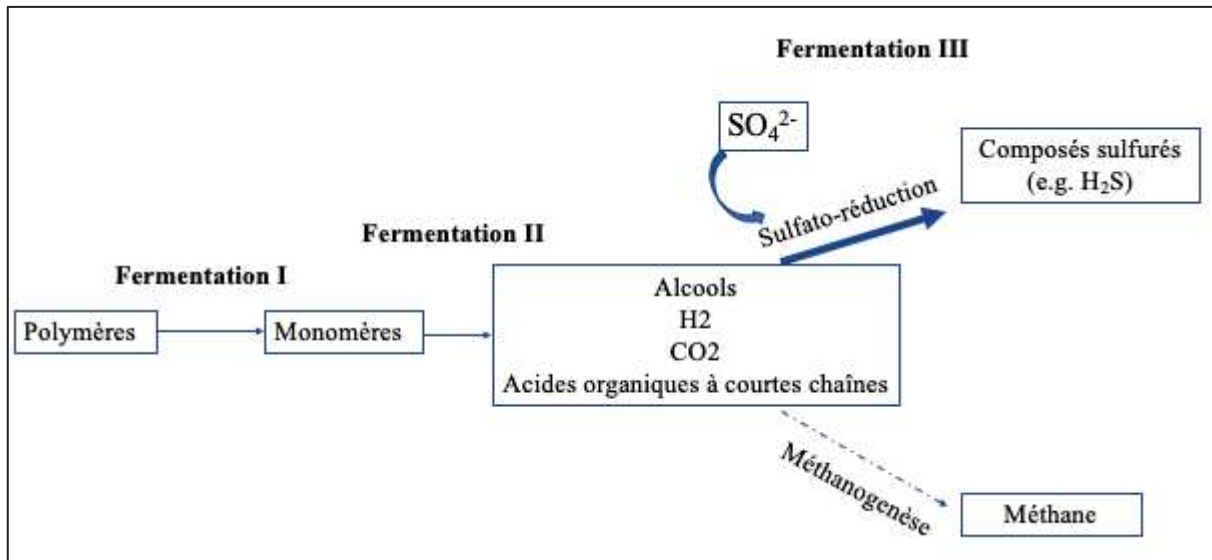 Fermentation III
SO₄²⁻
Composés sulfurés
(e.g. H₂S)
Sulfato-réduction
Fermentation II
Fermentation I
Polymères
Monomères
Alcools
H2
CO2
Acides organiques à courtes chaînes
Méthanogenèse
Méthane